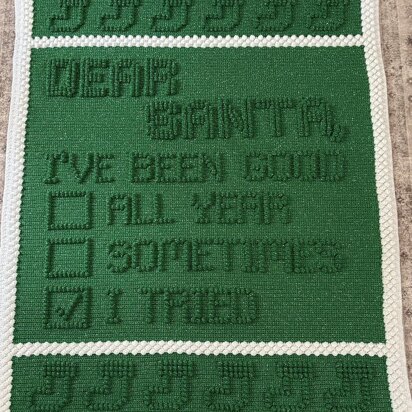 DEAR
SANTA,
I'VE BEEN GOOD
ALL YEAR
SOMETIMES
I TRIED